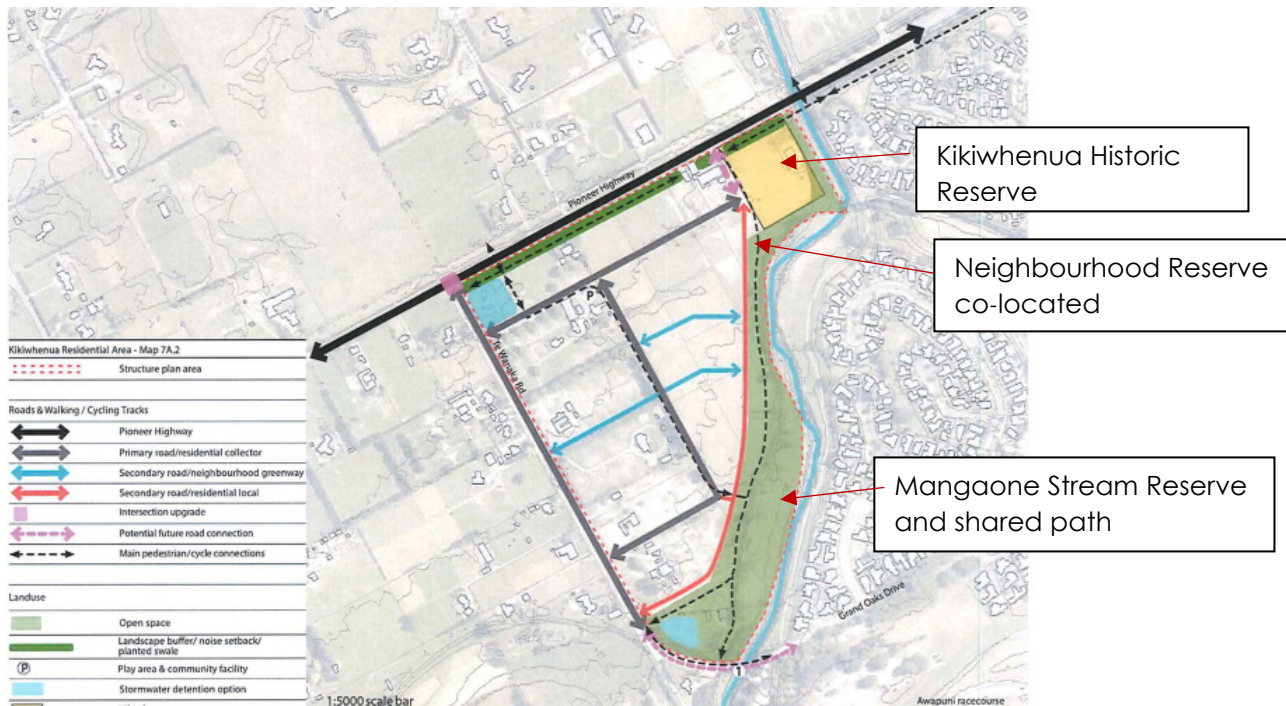 Pioneer Highway
Te Wanaka Rd
P
Grand Oaks Drive
1
1:5000 scale bar
Awapuni racecourse
Kikiwhenua Historic
Reserve
Neighbourhood Reserve
co-located
Mangaone Stream Reserve
and shared path
Kikiwhenua Residential Area - Map 7A.2
Structure plan area
Roads & Walking / Cycling Tracks
Pioneer Highway
Primary road/residential collector
Secondary road/neighbourhood greenway
Secondary road/residential local
Intersection upgrade
Potential future road connection
Main pedestrian/cycle connections
Landuse
Open space
Landscape buffer/ noise setback/
planted swale
P
Play area & community facility
Stormwater detention option